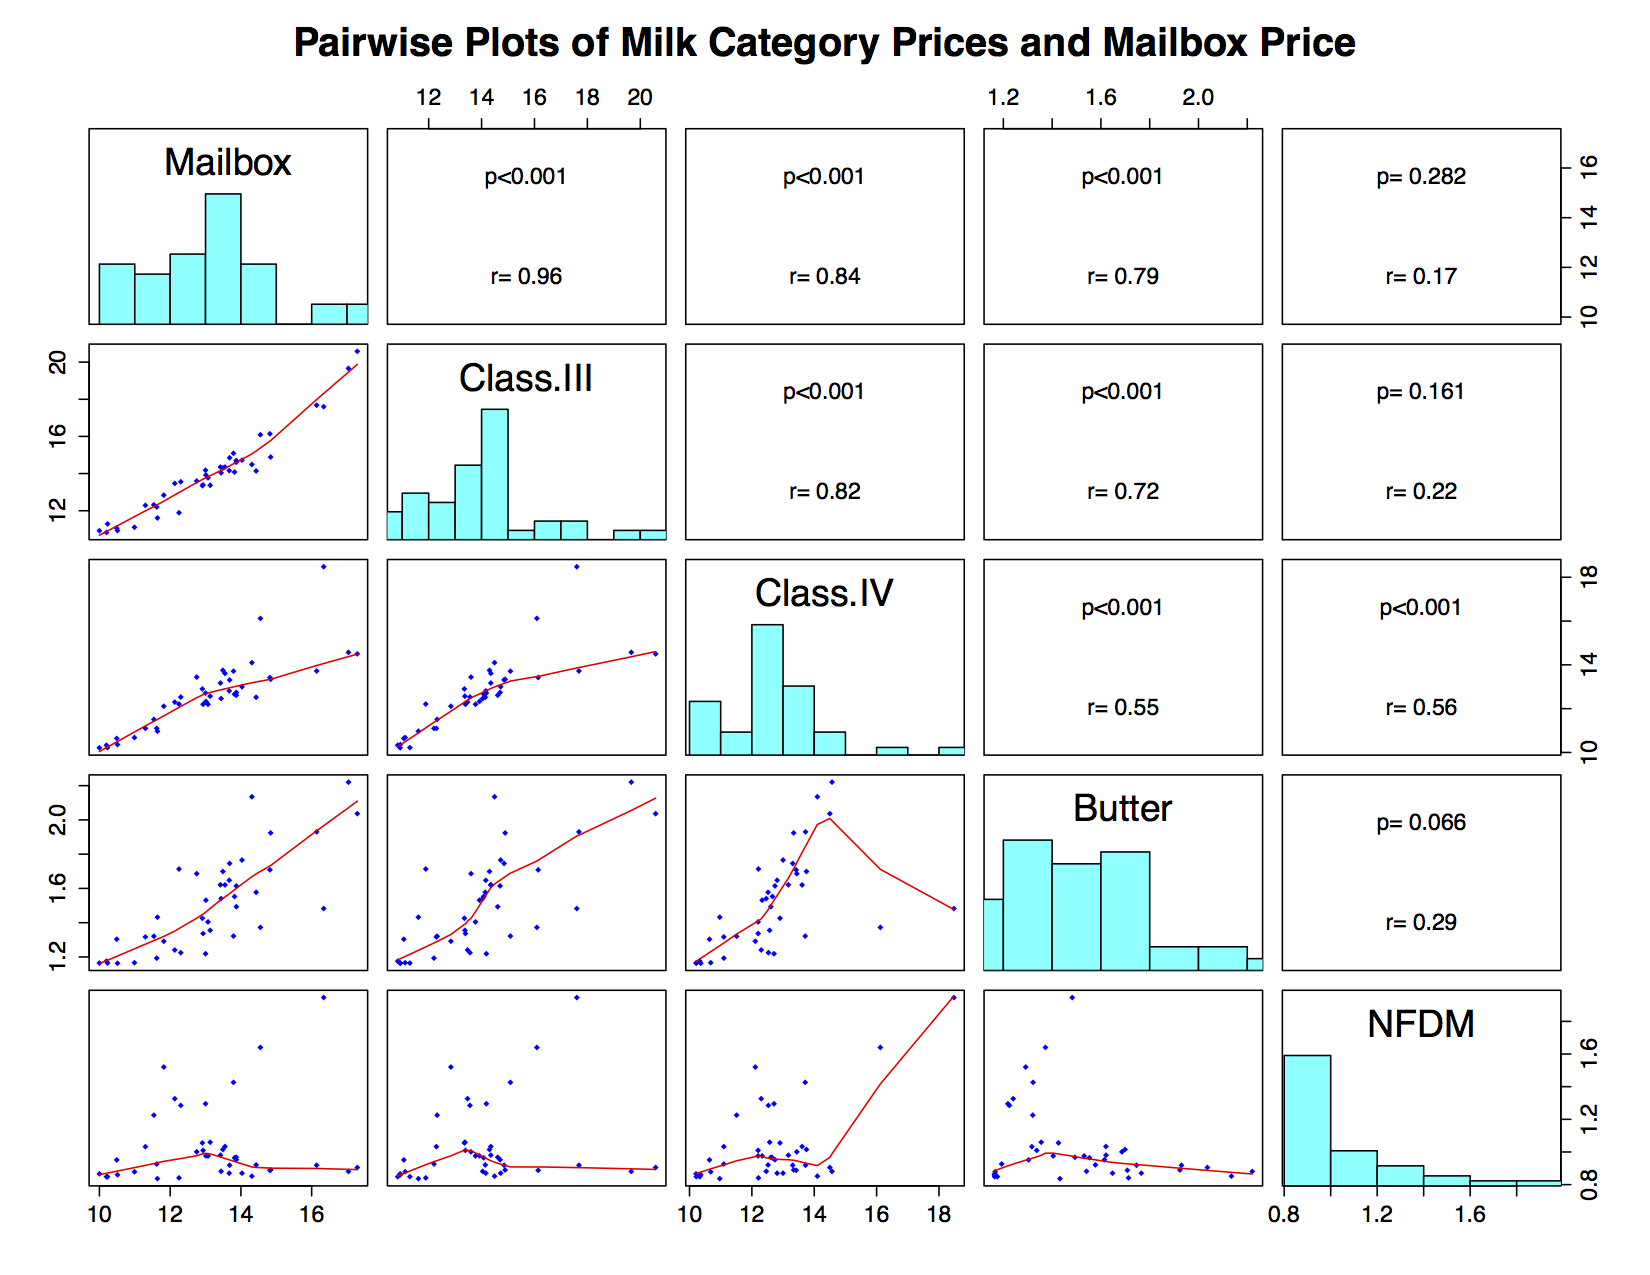 Pairwise Plots of Milk Category Prices and Mailbox Price
12 14 16 18 20 1.2 1.6 2.0
Mailbox
p<0.001
r= 0.96
p<0.001
r= 0.84
p<0.001
r= 0.79
p= 0.282
r= 0.17
10 12 14 16
12 16 20
Class.III
p<0.001
r= 0.82
p<0.001
r= 0.72
p= 0.161
r= 0.22
Class.IV
p<0.001
r= 0.55
p<0.001
r= 0.56
10 14 18
1.2 1.6 2.0
Butter
p= 0.066
r= 0.29
NFDM
0.8 1.2 1.6
10 12 14 16 10 12 14 16 18 0.8 1.2 1.6